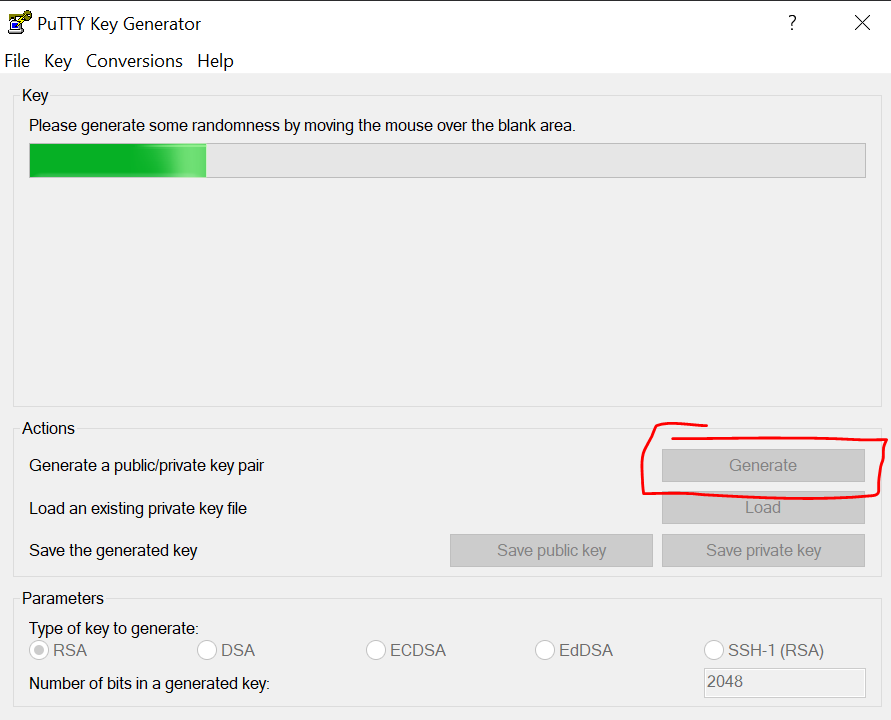 PuTTY Key Generator ?
File Key Conversions Help
Key
Please generate some randomness by moving the mouse over the blank area.
Actions
Generate a public/private key pair Generate
Load an existing private key file Load
Save the generated key Save public key Save private key
Parameters
Type of key to generate:
RSA DSA ECDSA EdDSA SSH-1 (RSA)
Number of bits in a generated key: 2048